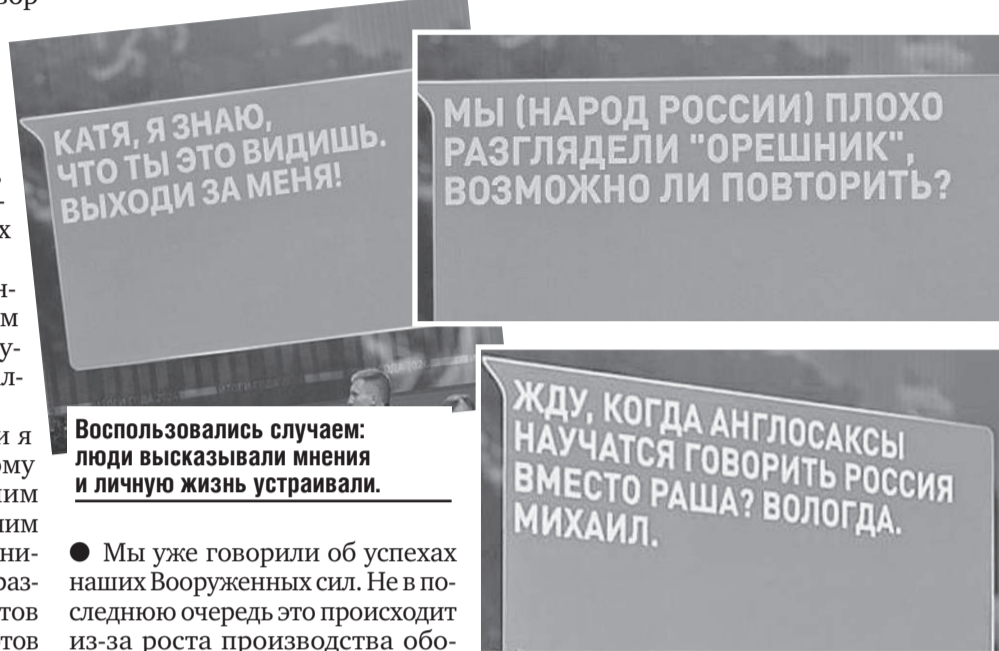 КАТЯ, Я ЗНАЮ,
ЧТО ТЫ ЭТО ВИДИШЬ.
ВЫХОДИ ЗА МЕНЯ!
МЫ (НАРОД РОССИИ) ПЛОХО
РАЗГЛЯДЕЛИ "ОРЕШНИК",
ВОЗМОЖНО ЛИ ПОВТОРИТЬ?
ЖДУ, КОГДА АНГЛОСАКСЫ
НАУЧАТСЯ ГОВОРИТЬ РОССИЯ
ВМЕСТО РАША? ВОЛОГДА.
МИХАИЛ.
Воспользовались случаем:
люди высказывали мнения
и личную жизнь устраивали.
● Мы уже говорили об успехах
наших Вооруженных сил. Не в по-
следнюю очередь это происходит
из-за роста производства обо-